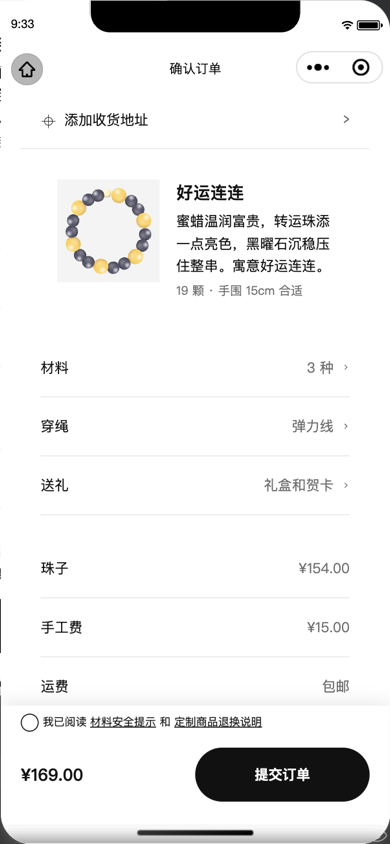 9:33
确认订单
添加收货地址
好运连连
蜜蜡温润富贵，转运珠添
一点亮色，黑曜石沉稳压
住整串。寓意好运连连。
19 颗 · 手围 15cm 合适
材料 3 种
穿绳 弹力线
送礼 礼盒和贺卡
珠子 ¥154.00
手工费 ¥15.00
运费 包邮
我已阅读 材料安全提示 和 定制商品退换说明
¥169.00 提交订单